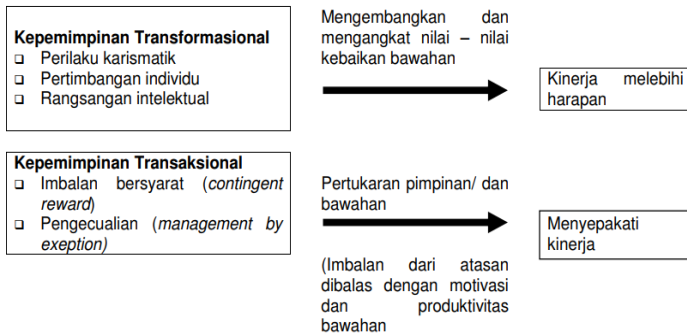 Kepemimpinan Transformasional
❑ Perilaku karismatik
❑ Pertimbangan individu
❑ Rangsangan intelektual
Mengembangkan dan
mengangkat nilai – nilai
kebaikan bawahan
Kinerja melebihi
harapan
Kepemimpinan Transaksional
❑ Imbalan bersyarat (contingent
reward)
❑ Pengecualian (management by
exeption)
Pertukaran pimpinan/ dan
bawahan
(Imbalan dari atasan
dibalas dengan motivasi
dan produktivitas
bawahan
Menyepakati
kinerja